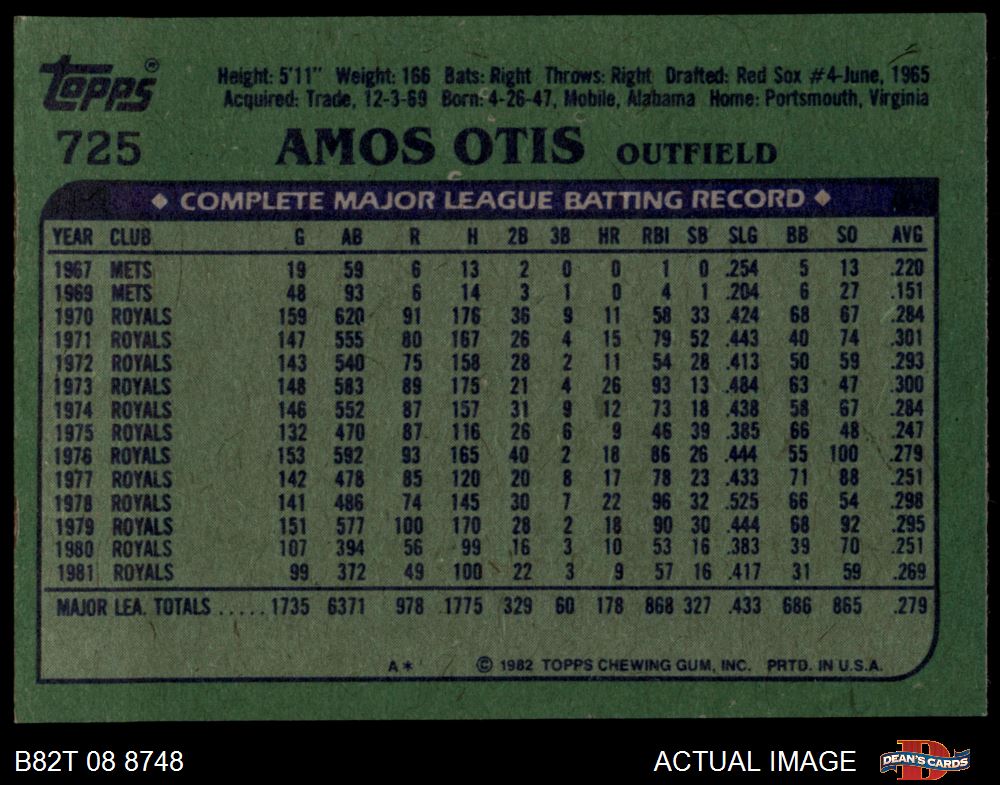 Topps®
Height: 5'11" Weight: 166 Bats: Right Throws: Right Drafted: Red Sox #4-June, 1965
Acquired: Trade, 12-3-69 Born: 4-26-47, Mobile, Alabama Home: Portsmouth, Virginia
725 AMOS OTIS OUTFIELD
◆ COMPLETE MAJOR LEAGUE BATTING RECORD ◆
YEAR CLUB G AB R H 2B 3B HR RBI SB SLG BB SO AVG
1967 METS 19 59 6 13 2 0 0 1 0 .254 5 13 .220
1969 METS 48 93 6 14 3 1 0 4 1 .204 6 27 .151
1970 ROYALS 159 620 91 176 36 9 11 58 33 .424 68 67 .284
1971 ROYALS 147 555 80 167 26 4 15 79 52 .443 40 74 .301
1972 ROYALS 143 540 75 158 28 2 11 54 28 .413 50 59 .293
1973 ROYALS 148 583 89 175 21 4 26 93 13 .484 63 47 .300
1974 ROYALS 146 552 87 157 31 9 12 73 18 .438 58 67 .284
1975 ROYALS 132 470 87 116 26 6 9 46 39 .385 66 48 .247
1976 ROYALS 153 592 93 165 40 2 18 86 26 .444 55 100 .279
1977 ROYALS 142 478 85 120 20 8 17 78 23 .433 71 88 .251
1978 ROYALS 141 486 74 145 30 7 22 96 32 .525 66 54 .298
1979 ROYALS 151 577 100 170 28 2 18 90 30 .444 68 92 .295
1980 ROYALS 107 394 56 99 16 3 10 53 16 .383 39 70 .251
1981 ROYALS 99 372 49 100 22 3 9 57 16 .417 31 59 .269
MAJOR LEA. TOTALS .....1735 6371 978 1775 329 60 178 868 327 .433 686 865 .279
A* © 1982 TOPPS CHEWING GUM, INC. PRTD. IN U.S.A.
B82T 08 8748 ACTUAL IMAGE DEAN'S CARDS